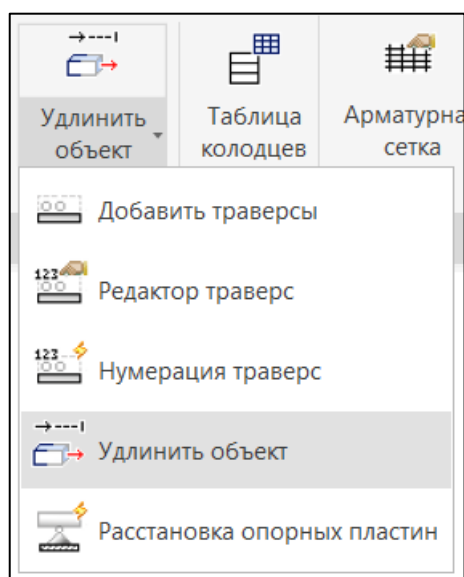 Удлинить
объект
Таблица
колодцев
Арматурна
сетка
Добавить траверсы
123
Редактор траверс
123
Нумерация траверс
Удлинить объект
Расстановка опорных пластин